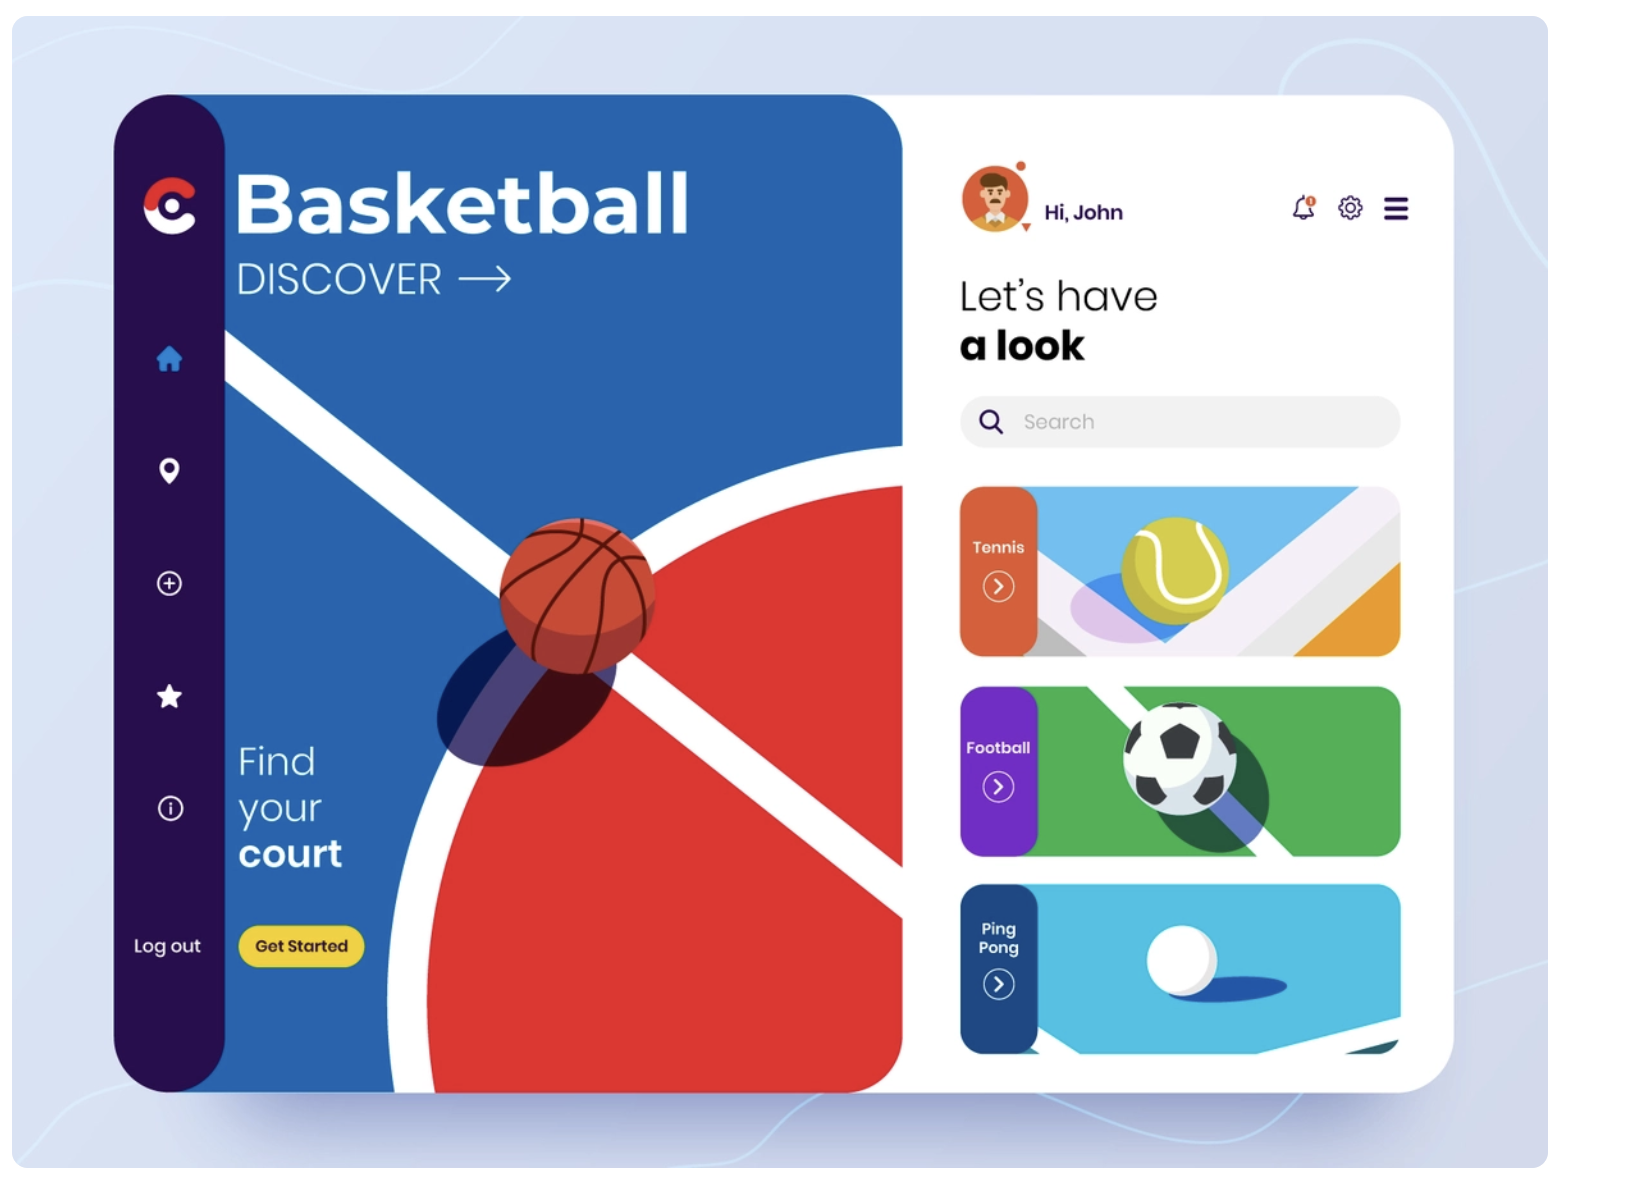 Basketball
DISCOVER
Find
your
court
Get Started
Log out
Hi, John
1
Let's have
a look
Search
Tennis
Football
Ping
Pong